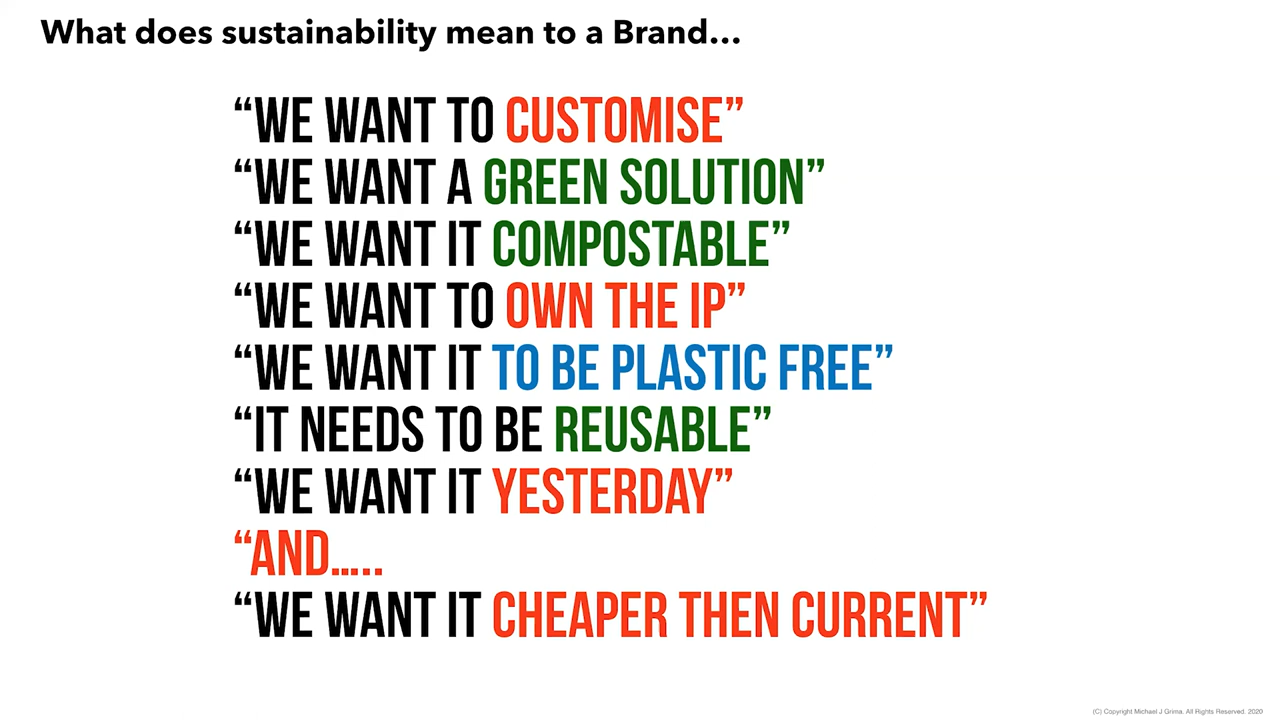 What does sustainability mean to a Brand…
“WE WANT TO CUSTOMISE”
“WE WANT A GREEN SOLUTION”
“WE WANT IT COMPOSTABLE”
“WE WANT TO OWN THE IP”
“WE WANT IT TO BE PLASTIC FREE”
“IT NEEDS TO BE REUSABLE”
“WE WANT IT YESTERDAY”
“AND…..
“WE WANT IT CHEAPER THEN CURRENT”
(C) Copyright Michael J Grima. All Rights Reserved. 2020